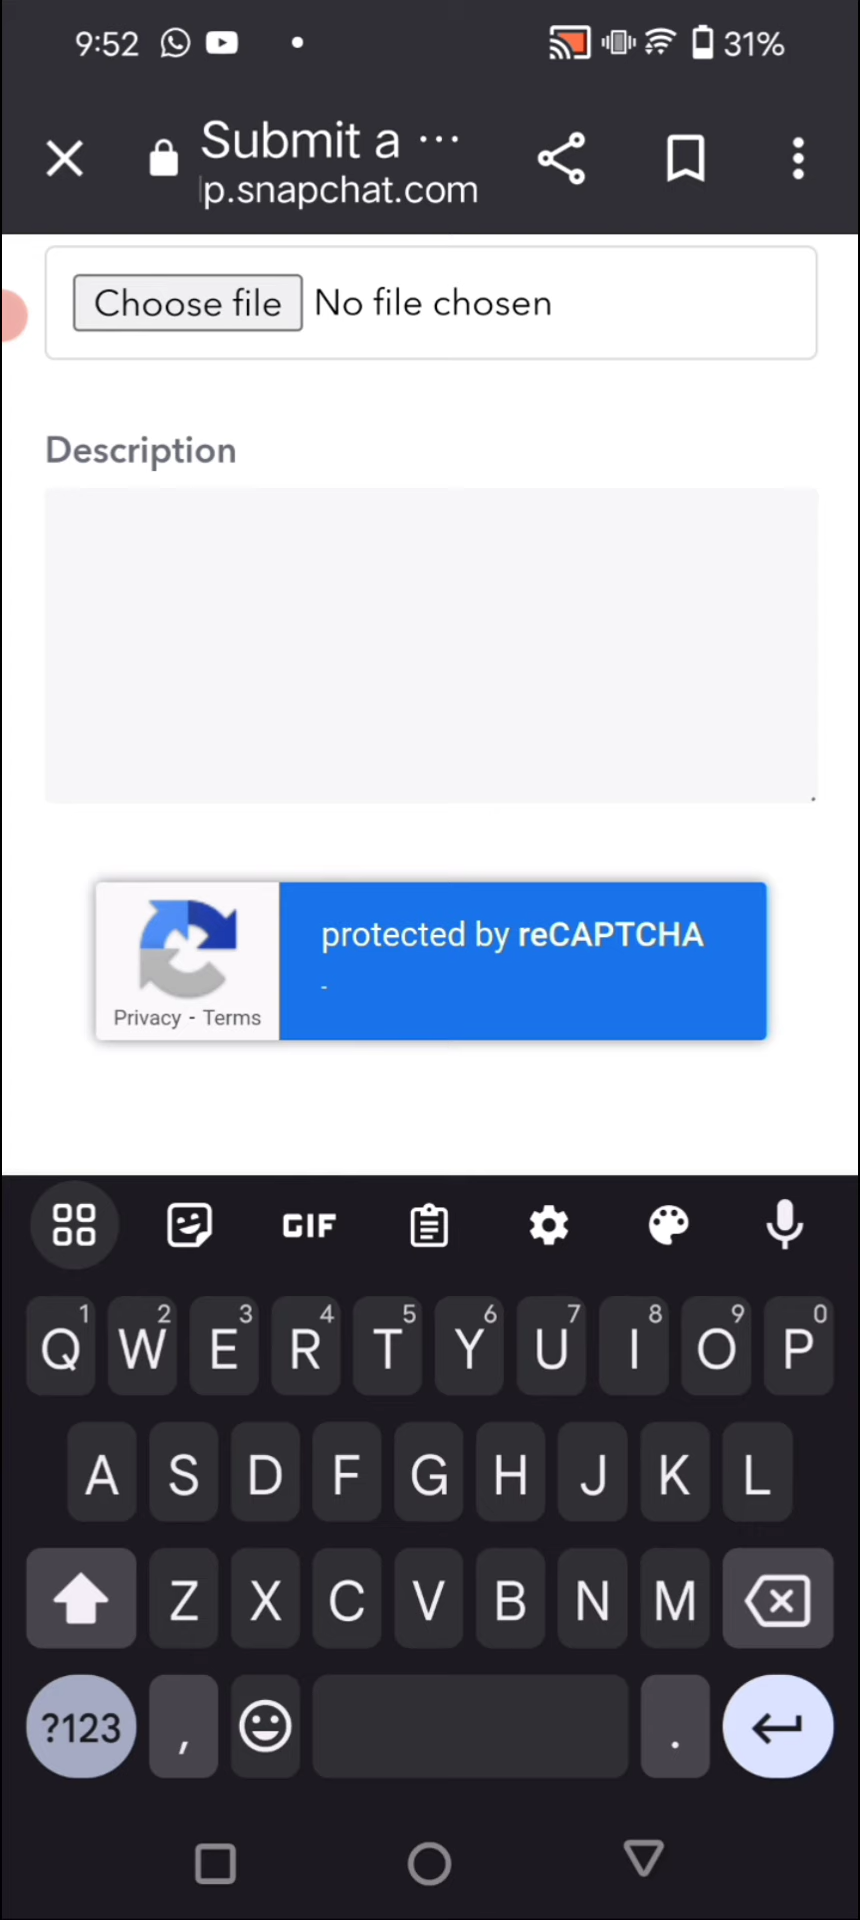 9:52 31%
Submit a ...
p.snapchat.com
Choose file No file chosen
Description
protected by reCAPTCHA
-
Privacy - Terms
GIF
1 2 3 4 5 6 7 8 9 0
Q W E R T Y U I O P
A S D F G H J K L
Z X C V B N M
?123 , .